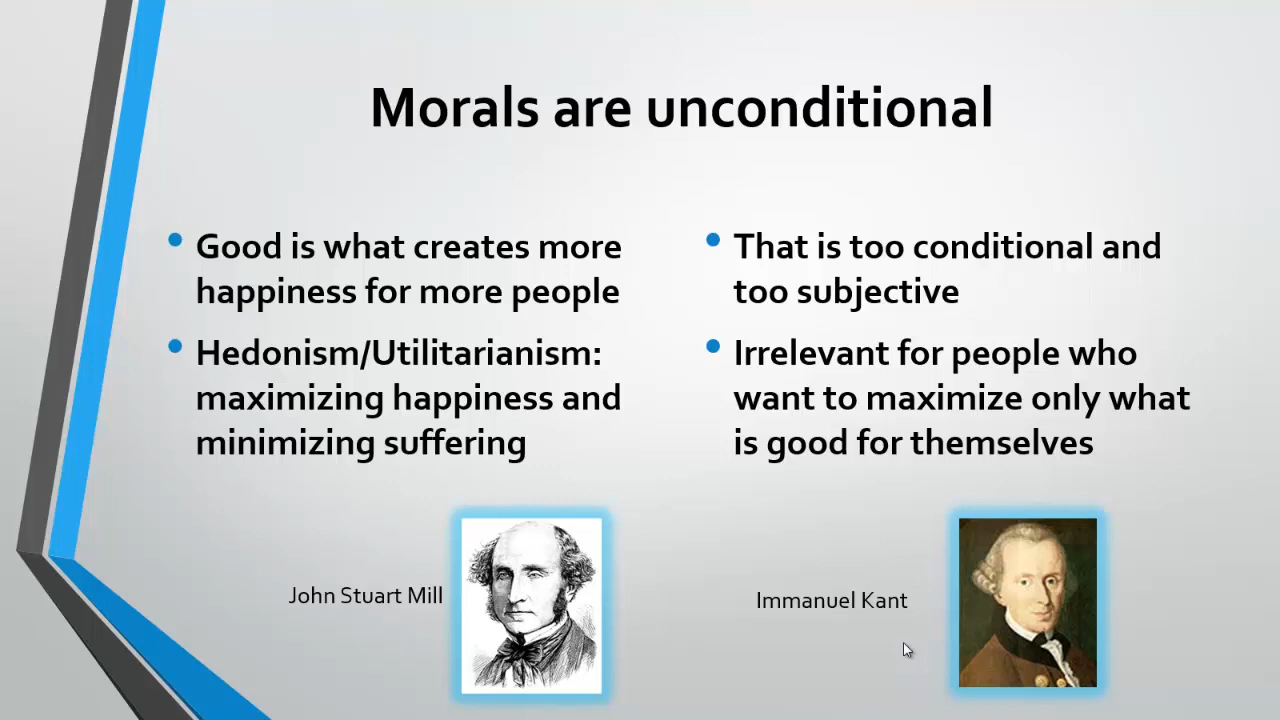 Morals are unconditional
• Good is what creates more
happiness for more people
• Hedonism/Utilitarianism:
maximizing happiness and
minimizing suffering
• That is too conditional and
too subjective
• Irrelevant for people who
want to maximize only what
is good for themselves
John Stuart Mill
Immanuel Kant